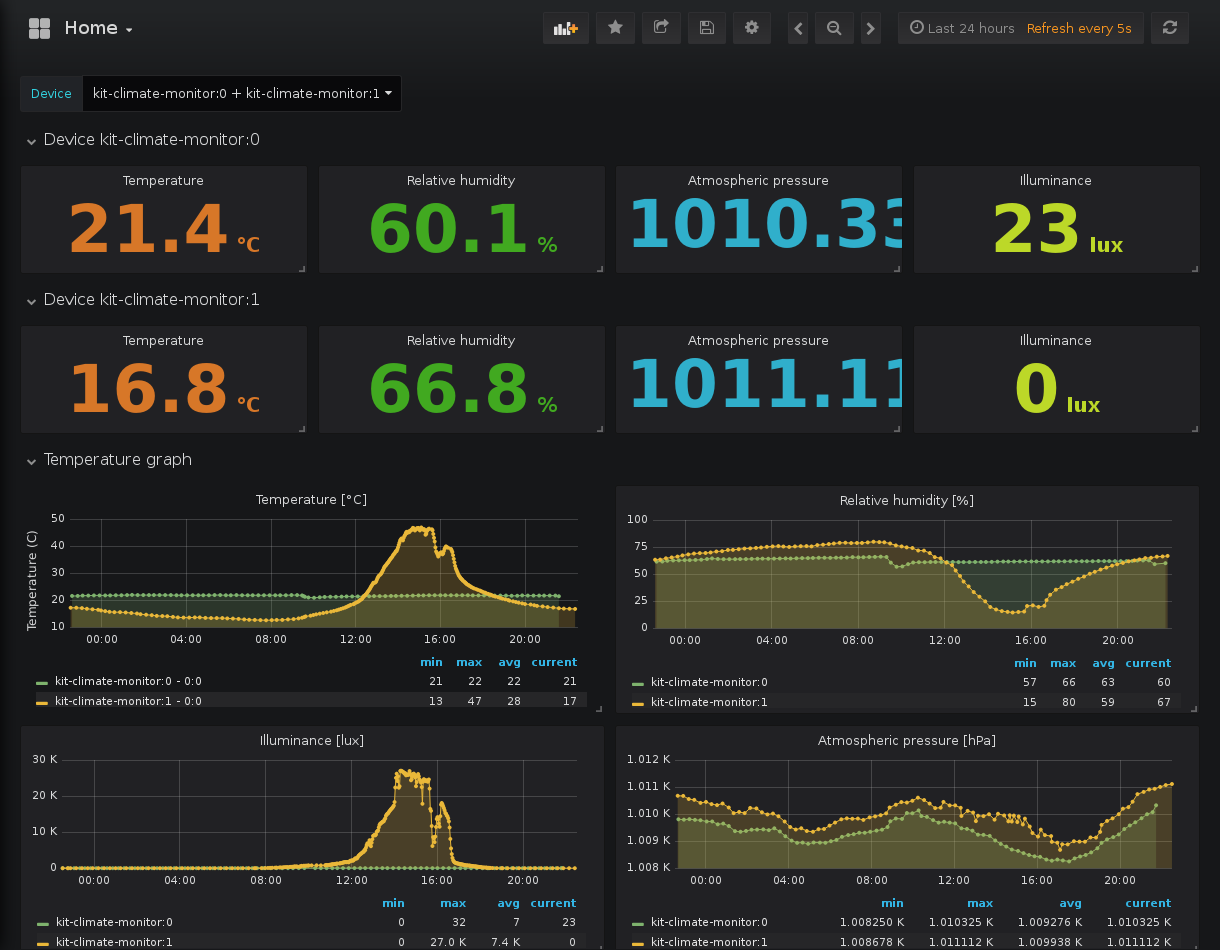 Home
Last 24 hours Refresh every 5s
Device kit-climate-monitor:0 + kit-climate-monitor:1
Device kit-climate-monitor:0
Temperature Relative humidity Atmospheric pressure Illuminance
21.4 °C 60.1 % 1010.33 23 lux
Device kit-climate-monitor:1
Temperature Relative humidity Atmospheric pressure Illuminance
16.8 °C 66.8 % 1011.11 0 lux
Temperature graph
Temperature [°C]
Temperature (C)
50
40
30
20
10
00:00 04:00 08:00 12:00 16:00 20:00
min max avg current
kit-climate-monitor:0 - 0:0 21 22 22 21
kit-climate-monitor:1 - 0:0 13 47 28 17
Relative humidity [%]
100
75
50
25
0
00:00 04:00 08:00 12:00 16:00 20:00
min max avg current
kit-climate-monitor:0 57 66 63 60
kit-climate-monitor:1 15 80 59 67
Illuminance [lux]
30 K
20 K
10 K
0
00:00 04:00 08:00 12:00 16:00 20:00
min max avg current
kit-climate-monitor:0 0 32 7 23
kit-climate-monitor:1 0 27.0 K 7.4 K 0
Atmospheric pressure [hPa]
1.012 K
1.011 K
1.010 K
1.009 K
1.008 K
00:00 04:00 08:00 12:00 16:00 20:00
min max avg current
kit-climate-monitor:0 1.008250 K 1.010325 K 1.009276 K 1.010325 K
kit-climate-monitor:1 1.008678 K 1.011112 K 1.009938 K 1.011112 K